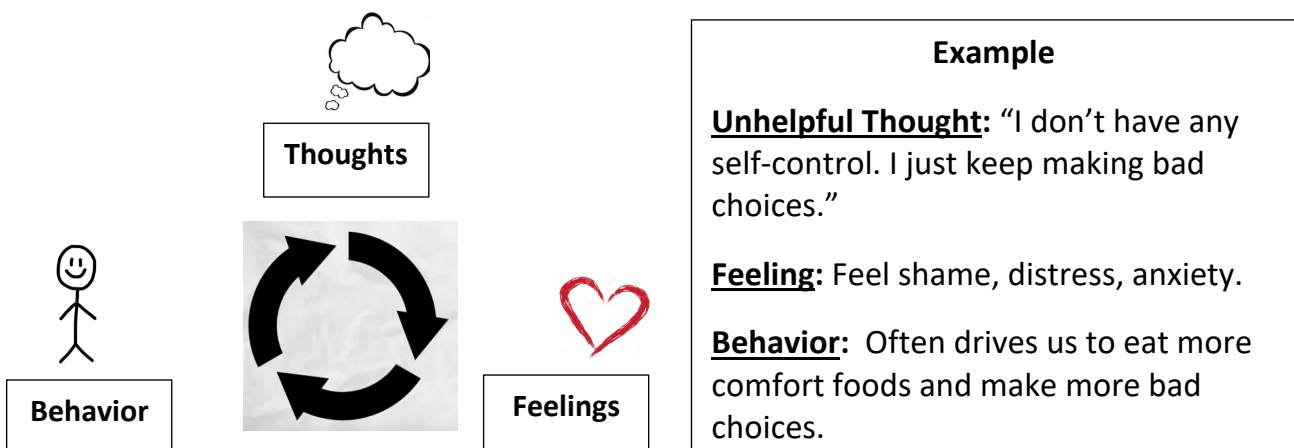 Thoughts
Behavior
Feelings
Example
Unhelpful Thought: “I don’t have any
self-control. I just keep making bad
choices.”
Feeling: Feel shame, distress, anxiety.
Behavior:  Often drives us to eat more
comfort foods and make more bad
choices.